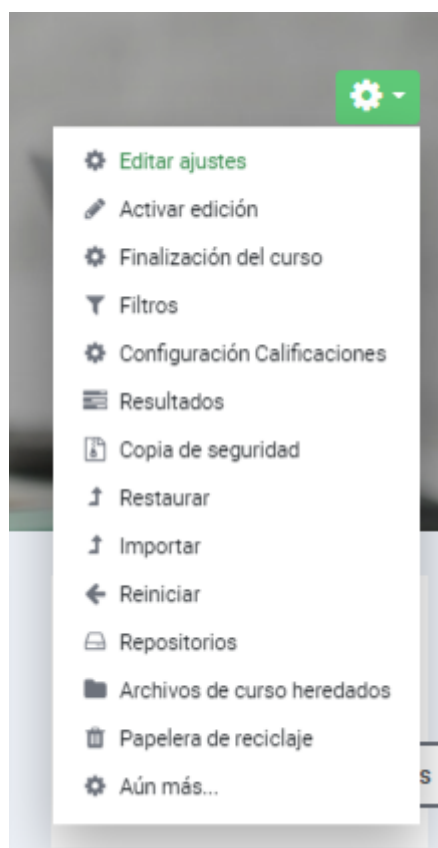 Editar ajustes
Activar edición
Finalización del curso
Filtros
Configuración Calificaciones
Resultados
Copia de seguridad
Restaurar
Importar
Reiniciar
Repositorios
Archivos de curso heredados
Papelera de reciclaje
Aún más...
s